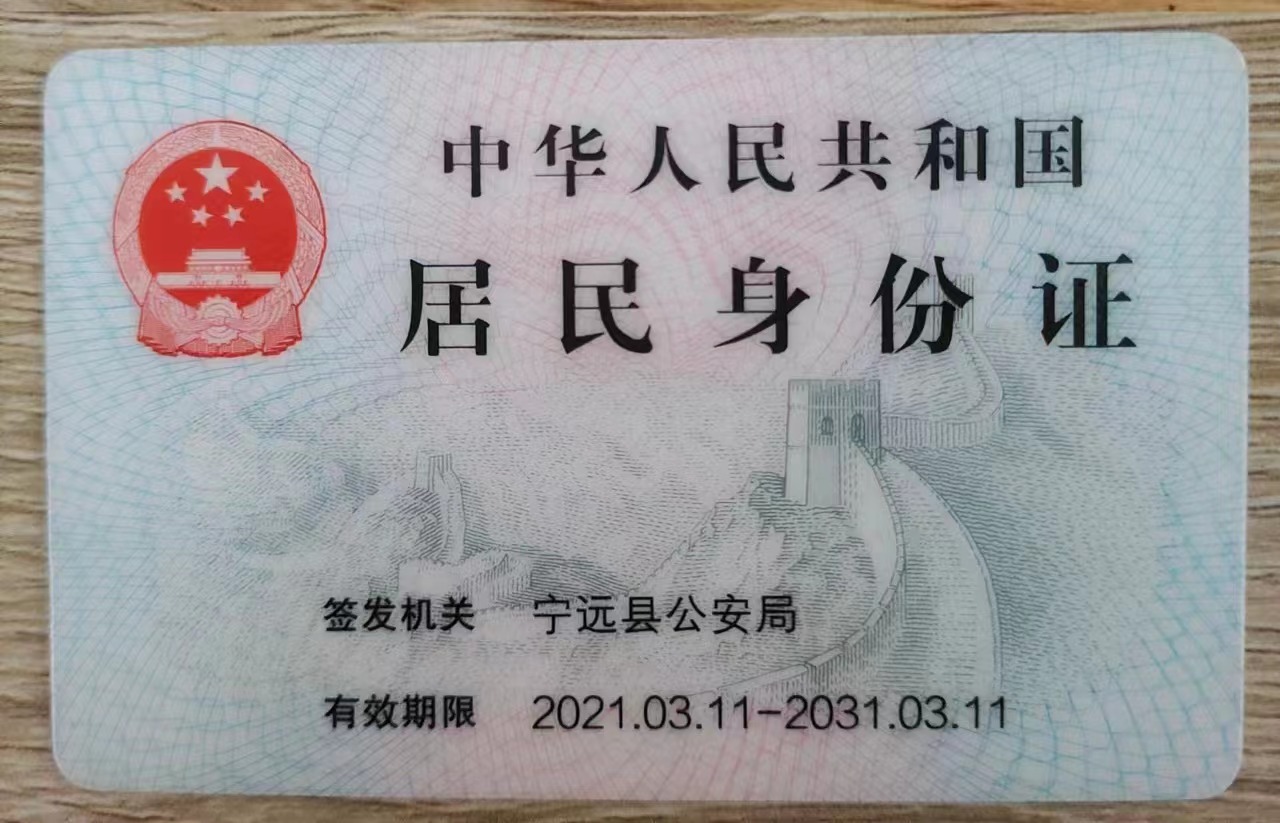 中华人民共和国
居民身份证
签发机关 宁远县公安局
有效期限 2021.03.11-2031.03.11